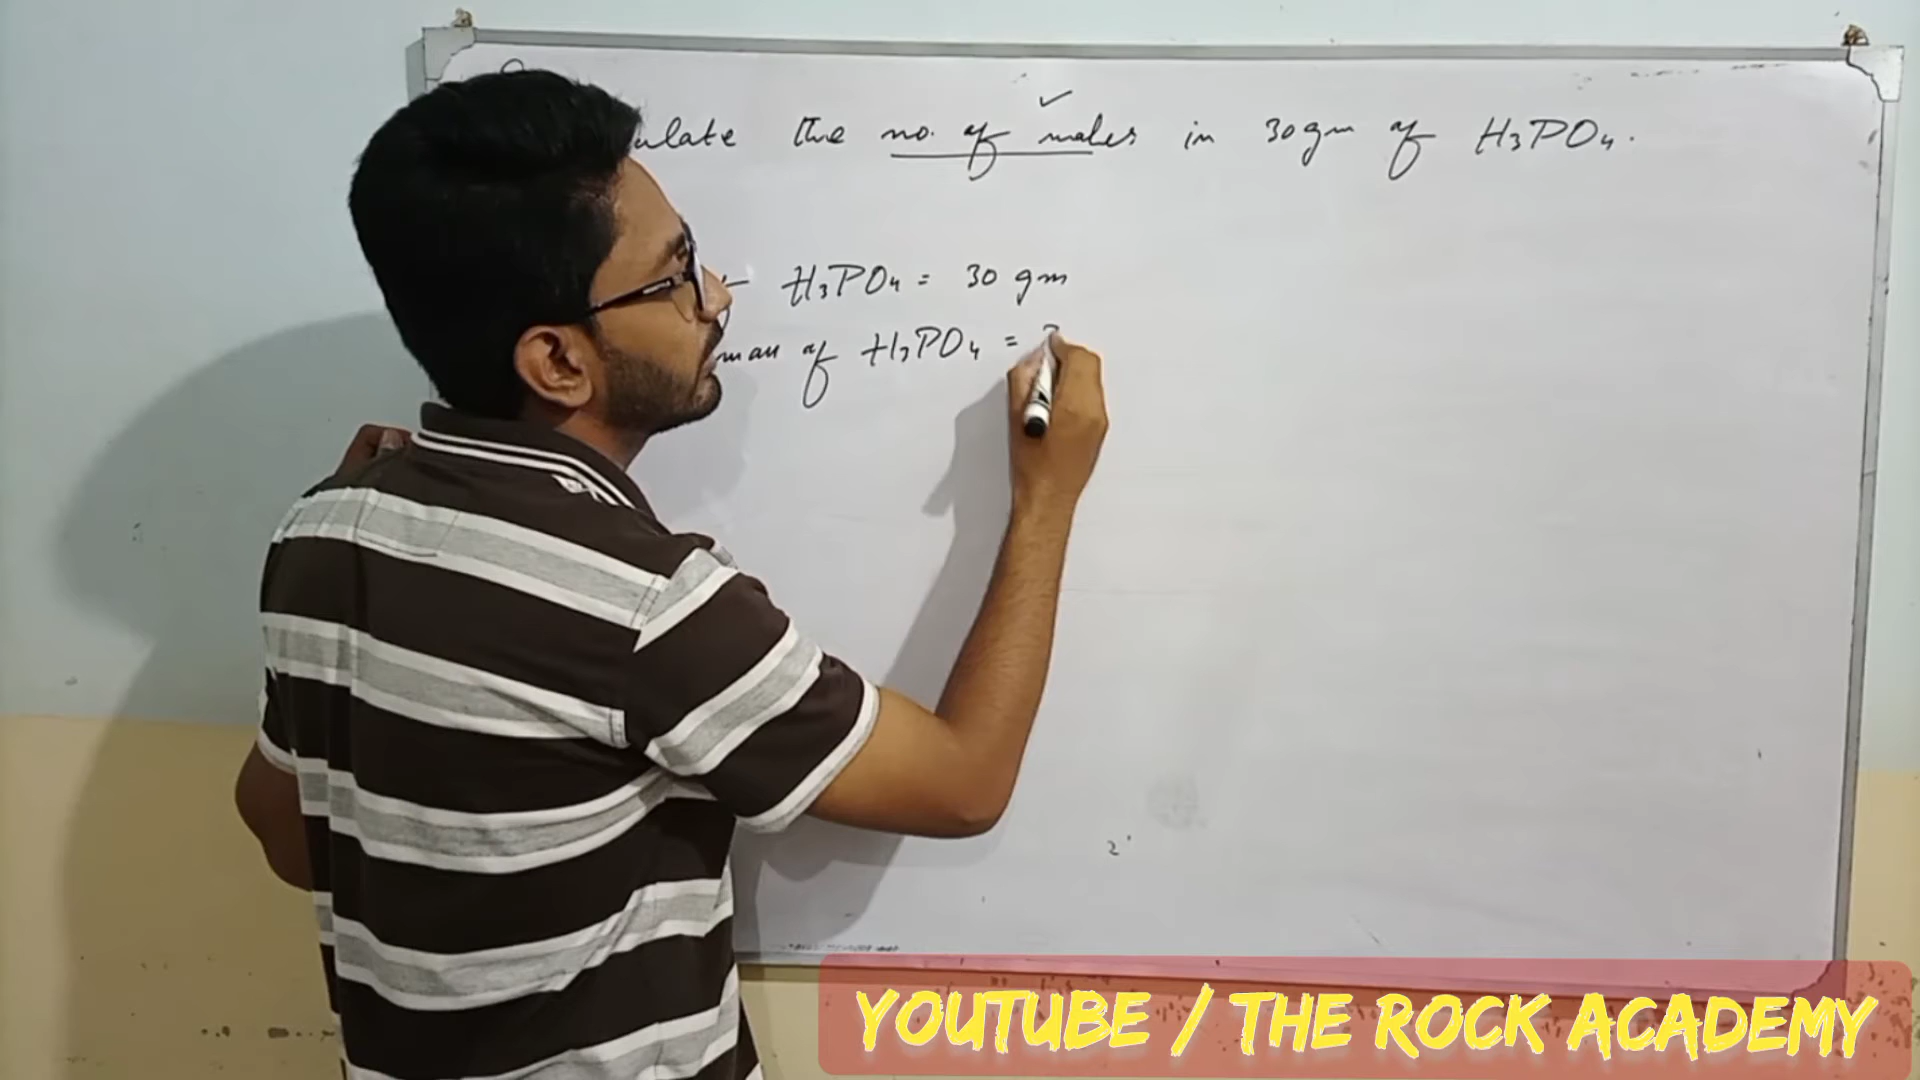 ulate the no. of moles in 30gm of H₃PO₄.
H₃PO₄ = 30 gm
mass of H₃PO₄ =
2
YOUTUBE / THE ROCK ACADEMY